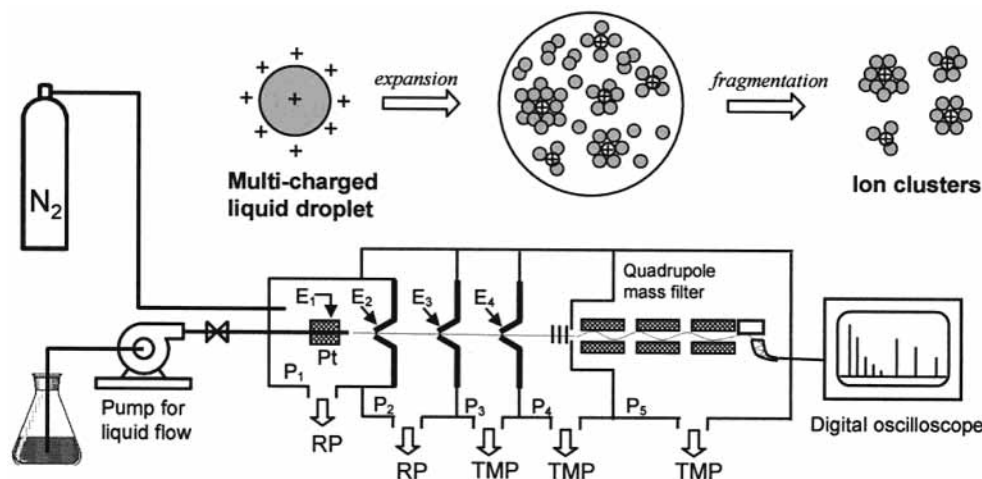 expansion
fragmentation
Multi-charged
liquid droplet
Ion clusters
N2
Quadrupole
mass filter
E1
E2
E3
E4
Pt
P1
P2
P3
P4
P5
Pump for
liquid flow
RP
RP
TMP
TMP
TMP
Digital oscilloscope